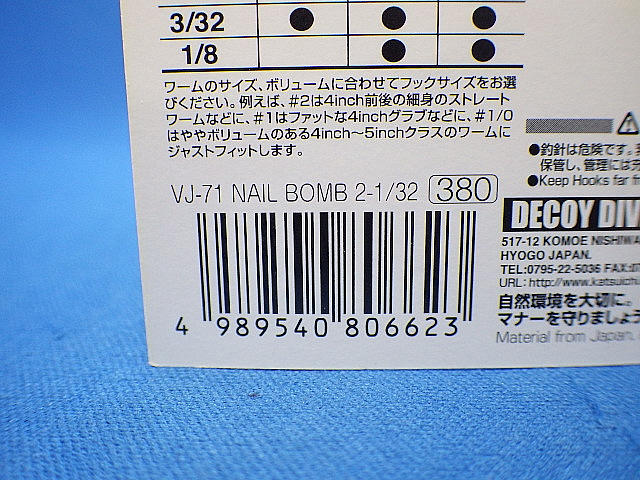 3/32 ● ● ●
1/8 ● ●
ワームのサイズ、ボリュームに合わせてフックサイズをお選
びください。例えば、#2は4inch前後の細身のストレート
ワームなどに、#1はファットな4inchグラブなどに、#1/0
はややボリュームのある4inch～5inchクラスのワームに
ジャストフィットします。
VJ-71 NAIL BOMB 2-1/32 380
4 989540 806623
●釣針は危険です。
保管し、管理には
●Keep Hooks far
DECOY
517-12 KOMOE
HYOGO JAPAN.
TEL:0795-22-5036 FAX:
URL: http://www.katsuichi
自然環境を大切に。
マナーを守りましょう
Material from Japan.